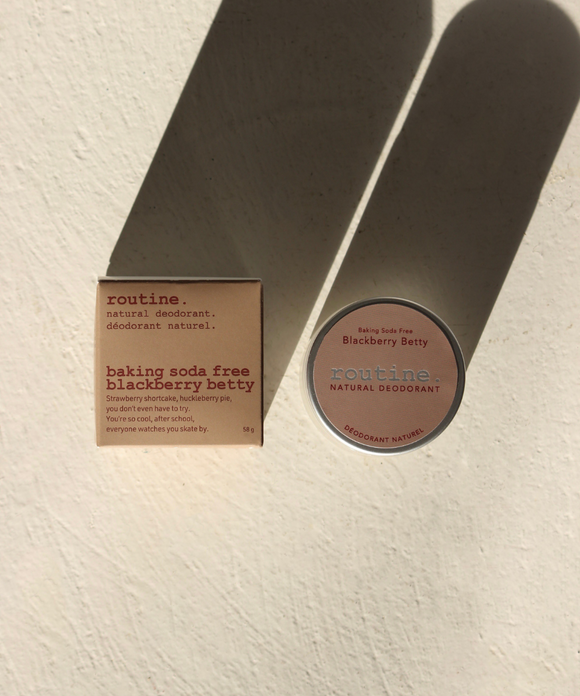 routine.
natural deodorant.
déodorant naturel.
baking soda free
blackberry betty
Strawberry shortcake, huckleberry pie,
you don't even have to try.
You're so cool, after school,
everyone watches you skate by.
58 g
Baking Soda Free
Blackberry Betty
routine.
NATURAL DEODORANT
DÉODORANT NATUREL